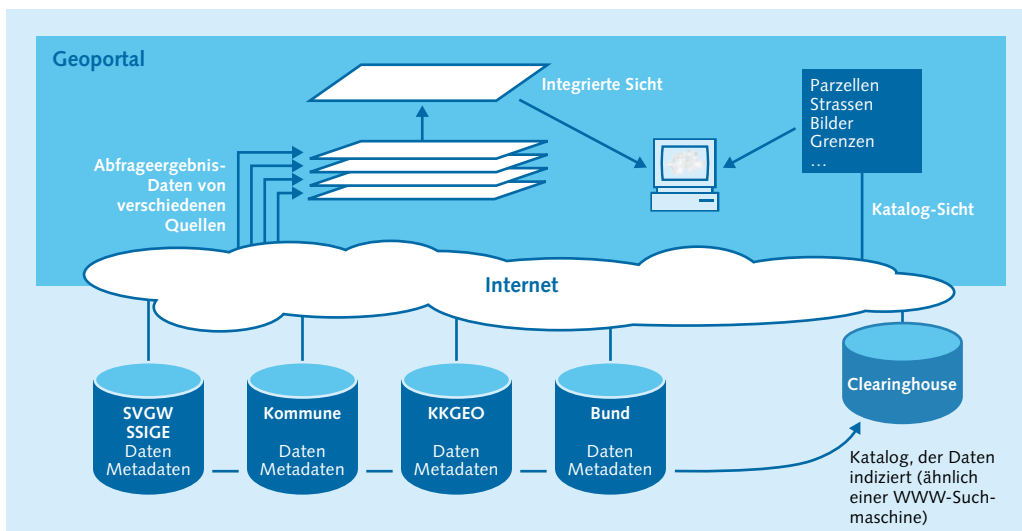 Geoportal
Integrierte Sicht
Parzellen
Strassen
Bilder
Grenzen
...
Abfrageergebnis-
Daten von
verschiedenen
Quellen
Katalog-Sicht
Internet
SVGW
SSIGE
Daten
Metadaten
Kommune
Daten
Metadaten
KKGEO
Daten
Metadaten
Bund
Daten
Metadaten
Clearinghouse
Katalog, der Daten
indiziert (ähnlich
einer WWW-Such-
maschine)